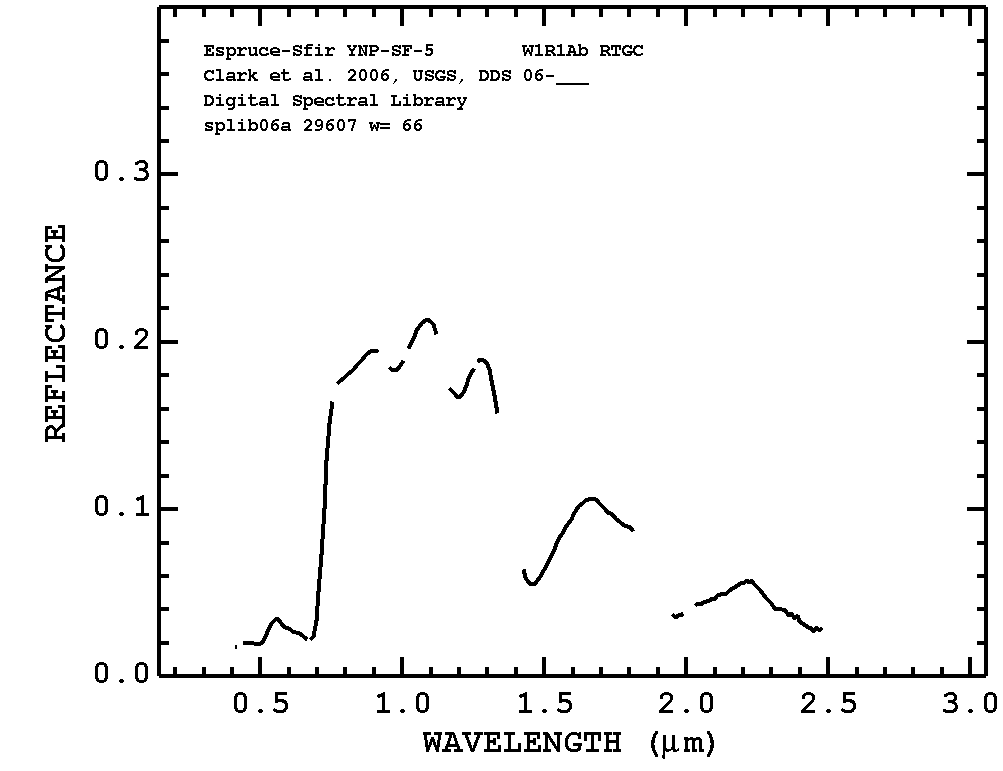 Espruce-Sfir YNP-SF-5 W1R1Ab RTGC
Clark et al. 2006, USGS, DDS 06-___
Digital Spectral Library
splib06a 29607 w= 66
0.3
0.2
0.1
0.0
REFLECTANCE
0.5 1.0 1.5 2.0 2.5 3.0
WAVELENGTH (μm)